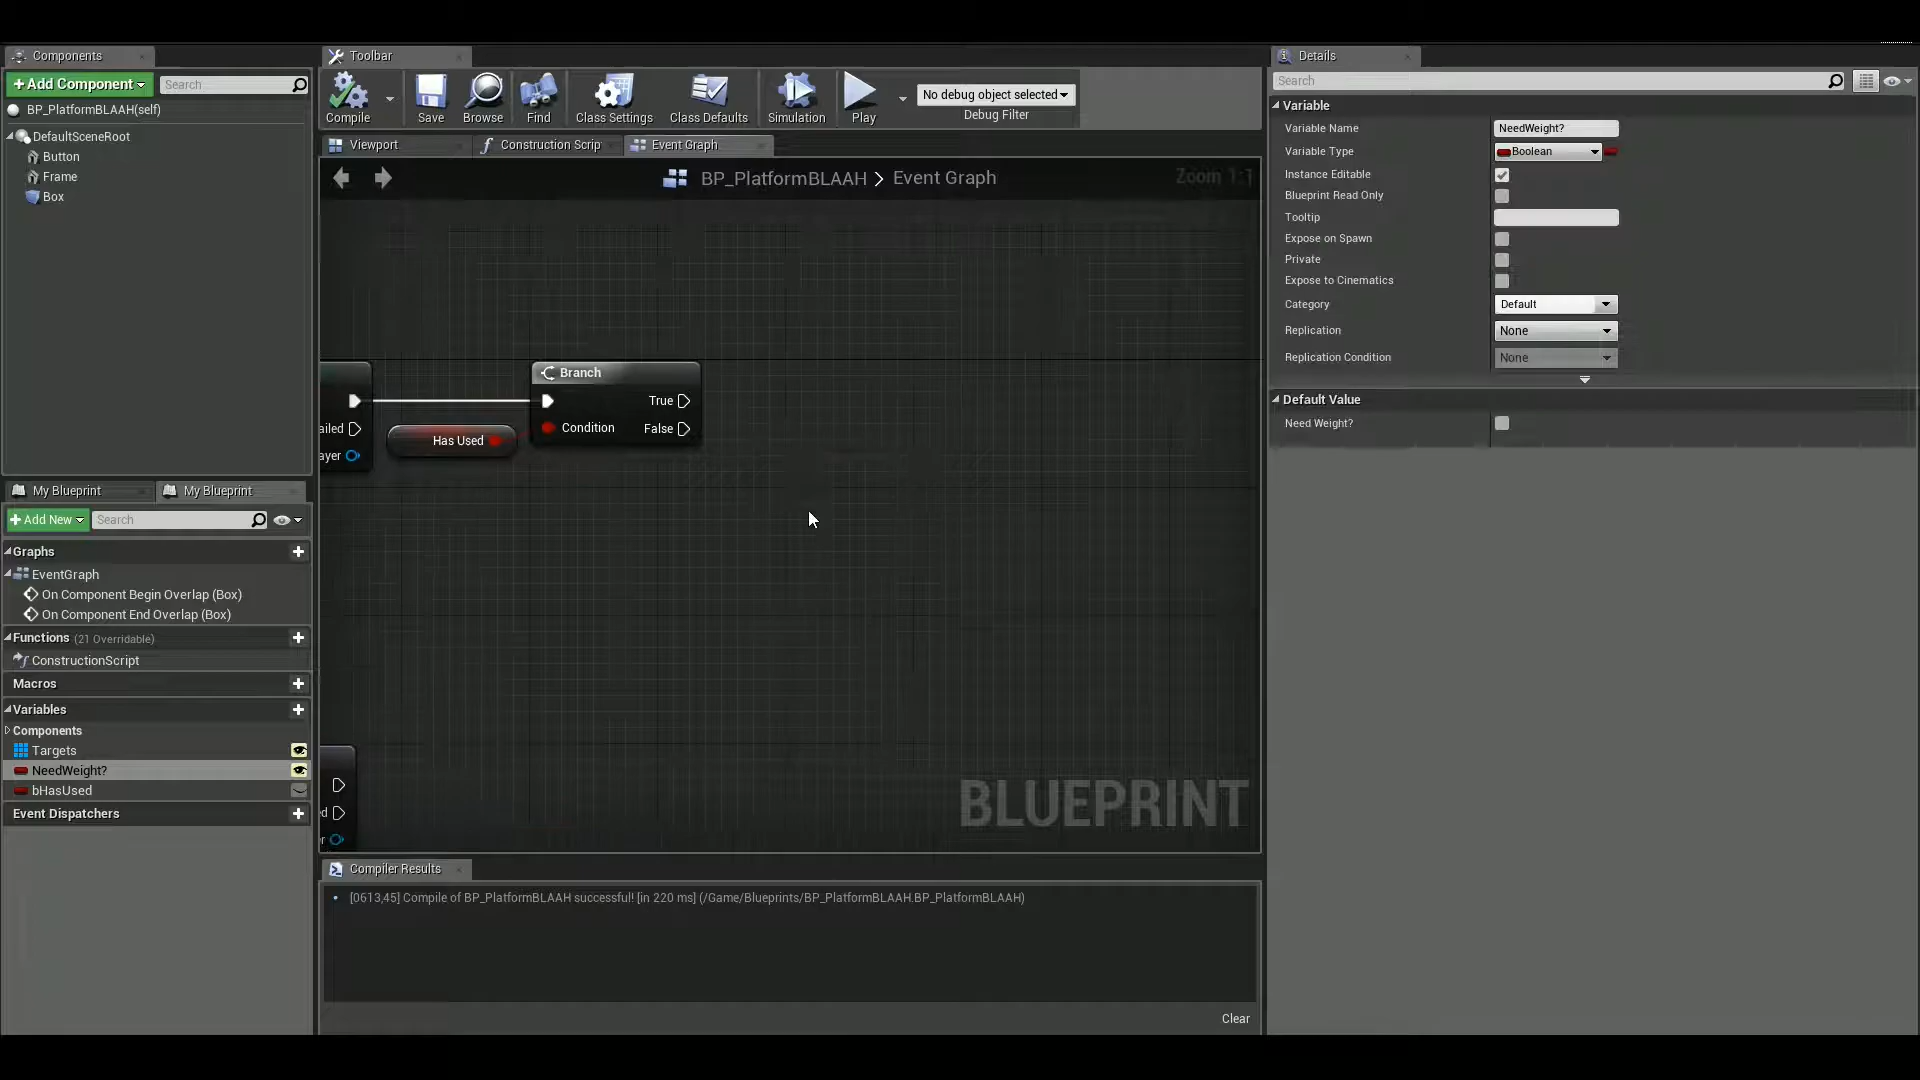 Components
Toolbar
Details
Add Component
Search
BP_PlatformBLAAH(self)
DefaultSceneRoot
Button
Frame
Box
Compile
Save
Browse
Find
Class Settings
Class Defaults
Simulation
Play
No debug object selected
Debug Filter
Viewport
Construction Scrip
Event Graph
BP_PlatformBLAAH > Event Graph
Zoom 1:1
Branch
True
ailed
Has Used
Condition
False
ayer
ed
er
BLUEPRINT
My Blueprint
My Blueprint
Add New
Search
Graphs
EventGraph
On Component Begin Overlap (Box)
On Component End Overlap (Box)
Functions (21 Overridable)
ConstructionScript
Macros
Variables
Components
Targets
NeedWeight?
bHasUsed
Event Dispatchers
Compiler Results
[0613,45] Compile of BP_PlatformBLAAH successful! [in 220 ms] (/Game/Blueprints/BP_PlatformBLAAH.BP_PlatformBLAAH)
Clear
Search
Variable
Variable Name NeedWeight?
Variable Type Boolean
Instance Editable
Blueprint Read Only
Tooltip
Expose on Spawn
Private
Expose to Cinematics
Category Default
Replication None
Replication Condition None
Default Value
Need Weight?